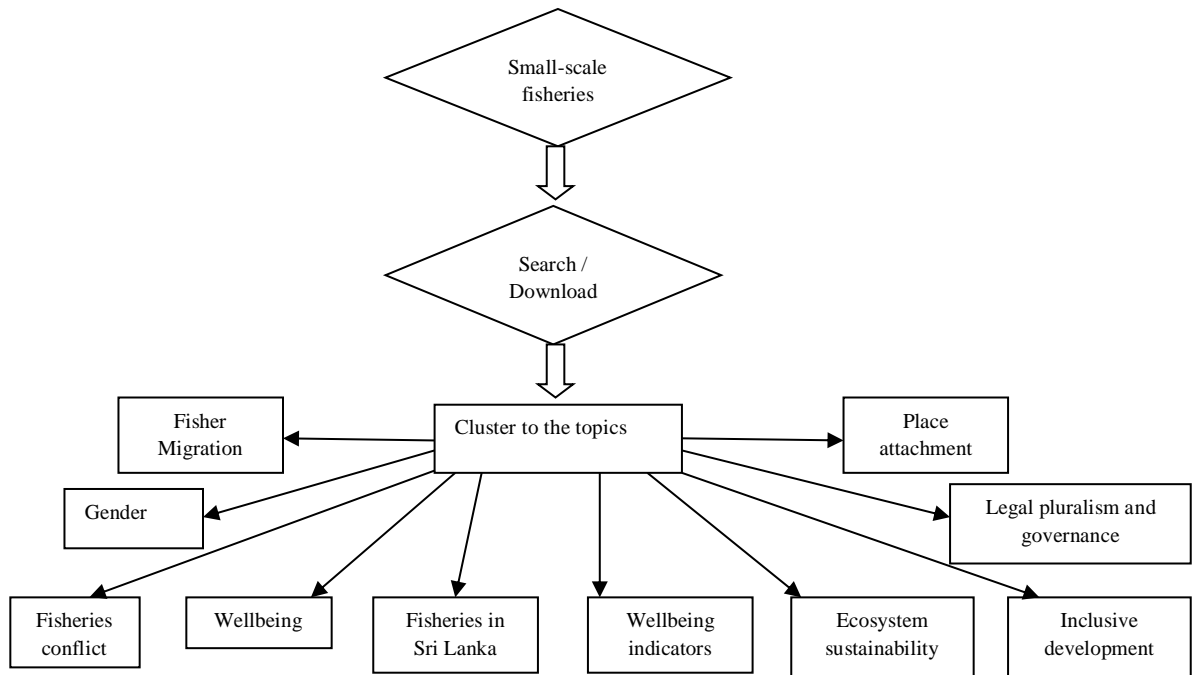 Small-scale
fisheries
Search /
Download
Cluster to the topics
Fisher
Migration
Place
attachment
Gender
Legal pluralism and
governance
Fisheries
conflict
Wellbeing
Fisheries in
Sri Lanka
Wellbeing
indicators
Ecosystem
sustainability
Inclusive
development